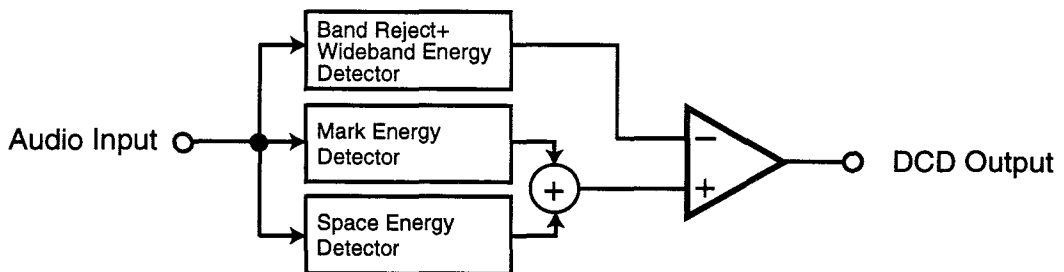 Band Reject+
Wideband Energy
Detector
Audio Input
Mark Energy
Detector
+
Space Energy
Detector
−
+
DCD Output